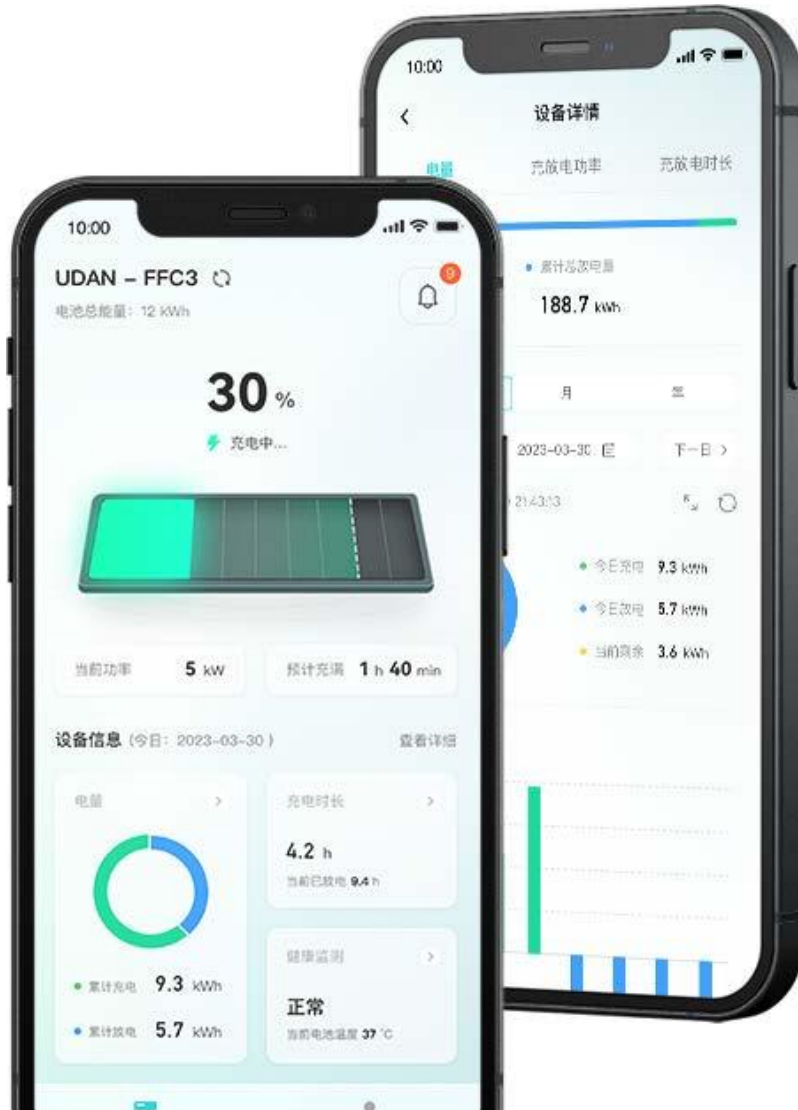 10:00
UDAN – FFC3
9
电池总能量：12 kWh
30 %
充电中...
当前功率 5 kW
预计充满 1 h 40 min
设备信息 (今日：2023-03-30 )
查看详细
电量
累计充电 9.3 kWh
累计放电 5.7 kWh
充电时长
4.2 h
当前已放电 9.4 h
健康监测
正常
当前电池温度 37 °C
10:00
设备详情
电量
充放电功率
充放电时长
累计总放电量
188.7 kWh
月
年
2023-03-30
下一日
21:43:13
今日充电 9.3 kWh
今日放电 5.7 kWh
当前剩余 3.6 kWh